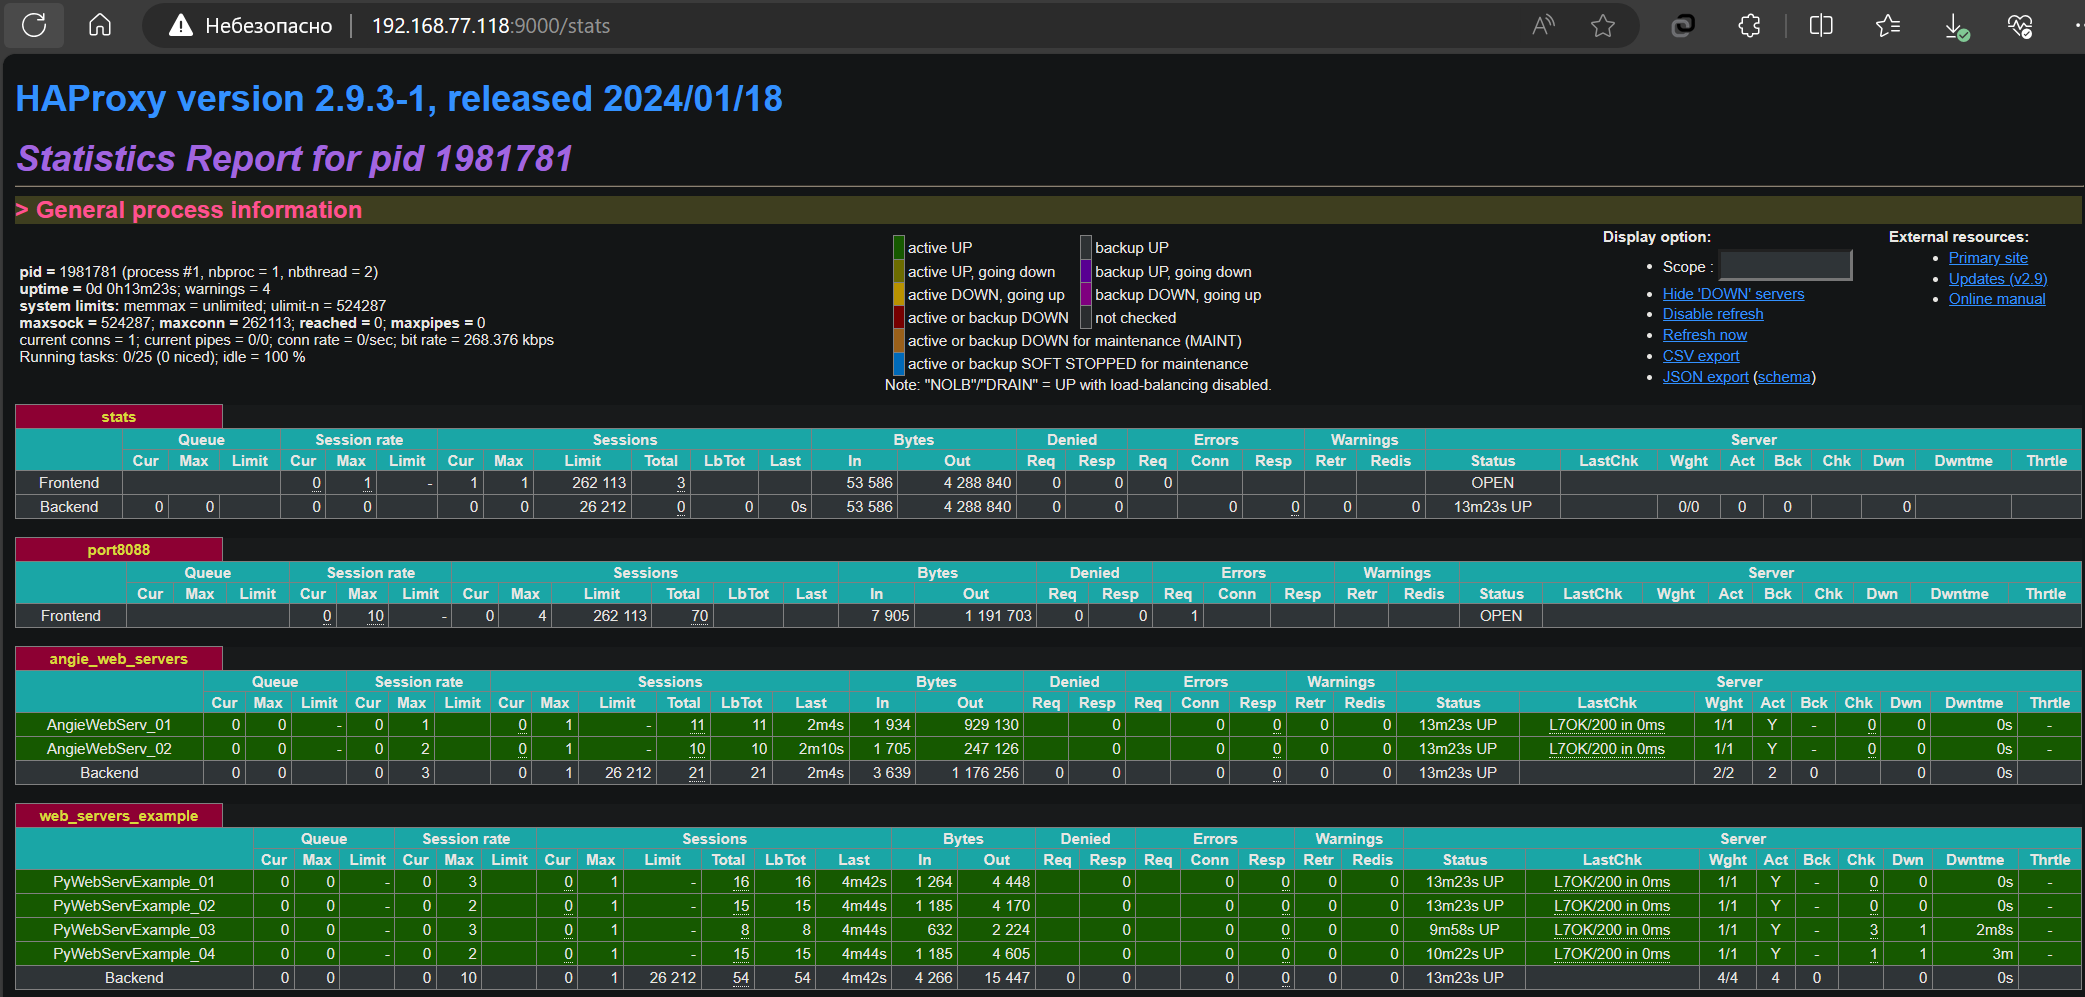 Небезопасно 192.168.77.118:9000/stats
HAProxy version 2.9.3-1, released 2024/01/18
Statistics Report for pid 1981781
> General process information
pid = 1981781 (process #1, nbproc = 1, nbthread = 2)
uptime = 0d 0h13m23s; warnings = 4
system limits: memmax = unlimited; ulimit-n = 524287
maxsock = 524287; maxconn = 262113; reached = 0; maxpipes = 0
current conns = 1; current pipes = 0/0; conn rate = 0/sec; bit rate = 268.376 kbps
Running tasks: 0/25 (0 niced); idle = 100 %
active UP backup UP
active UP, going down backup UP, going down
active DOWN, going up backup DOWN, going up
active or backup DOWN not checked
active or backup DOWN for maintenance (MAINT)
active or backup SOFT STOPPED for maintenance
Note: "NOLB"/"DRAIN" = UP with load-balancing disabled.
Display option:
Scope :
Hide 'DOWN' servers
Disable refresh
Refresh now
CSV export
JSON export (schema)
External resources:
Primary site
Updates (v2.9)
Online manual
stats
Queue Session rate Sessions Bytes Denied Errors Warnings Server
Cur Max Limit Cur Max Limit Cur Max Limit Total LbTot Last In Out Req Resp Req Conn Resp Retr Redis Status LastChk Wght Act Bck Chk Dwn Dwntme Thrtle
Frontend 0 1 - 1 1 262 113 3 53 586 4 288 840 0 0 0 OPEN
Backend 0 0 0 0 0 0 26 212 0 0 0s 53 586 4 288 840 0 0 0 0 0 0 13m23s UP 0/0 0 0 0
port8088
Queue Session rate Sessions Bytes Denied Errors Warnings Server
Cur Max Limit Cur Max Limit Cur Max Limit Total LbTot Last In Out Req Resp Req Conn Resp Retr Redis Status LastChk Wght Act Bck Chk Dwn Dwntme Thrtle
Frontend 0 10 - 0 4 262 113 70 7 905 1 191 703 0 0 1 OPEN
angie_web_servers
Queue Session rate Sessions Bytes Denied Errors Warnings Server
Cur Max Limit Cur Max Limit Cur Max Limit Total LbTot Last In Out Req Resp Req Conn Resp Retr Redis Status LastChk Wght Act Bck Chk Dwn Dwntme Thrtle
AngieWebServ_01 0 0 - 0 1 0 1 - 11 11 2m4s 1 934 929 130 0 0 0 0 0 13m23s UP L7OK/200 in 0ms 1/1 Y - 0 0 0s -
AngieWebServ_02 0 0 - 0 2 0 1 - 10 10 2m10s 1 705 247 126 0 0 0 0 0 13m23s UP L7OK/200 in 0ms 1/1 Y - 0 0 0s -
Backend 0 0 0 3 0 1 26 212 21 21 2m4s 3 639 1 176 256 0 0 0 0 0 0 13m23s UP 2/2 2 0 0 0s
web_servers_example
Queue Session rate Sessions Bytes Denied Errors Warnings Server
Cur Max Limit Cur Max Limit Cur Max Limit Total LbTot Last In Out Req Resp Req Conn Resp Retr Redis Status LastChk Wght Act Bck Chk Dwn Dwntme Thrtle
PyWebServExample_01 0 0 - 0 3 0 1 - 16 16 4m42s 1 264 4 448 0 0 0 0 0 13m23s UP L7OK/200 in 0ms 1/1 Y - 0 0 0s -
PyWebServExample_02 0 0 - 0 2 0 1 - 15 15 4m44s 1 185 4 170 0 0 0 0 0 13m23s UP L7OK/200 in 0ms 1/1 Y - 0 0 0s -
PyWebServExample_03 0 0 - 0 3 0 1 - 8 8 4m44s 632 2 224 0 0 0 0 0 9m58s UP L7OK/200 in 0ms 1/1 Y - 3 1 2m8s -
PyWebServExample_04 0 0 - 0 2 0 1 - 15 15 4m44s 1 185 4 605 0 0 0 0 0 10m22s UP L7OK/200 in 0ms 1/1 Y - 1 1 3m -
Backend 0 0 0 10 0 1 26 212 54 54 4m42s 4 266 15 447 0 0 0 0 0 0 13m23s UP 4/4 4 0 0 0s